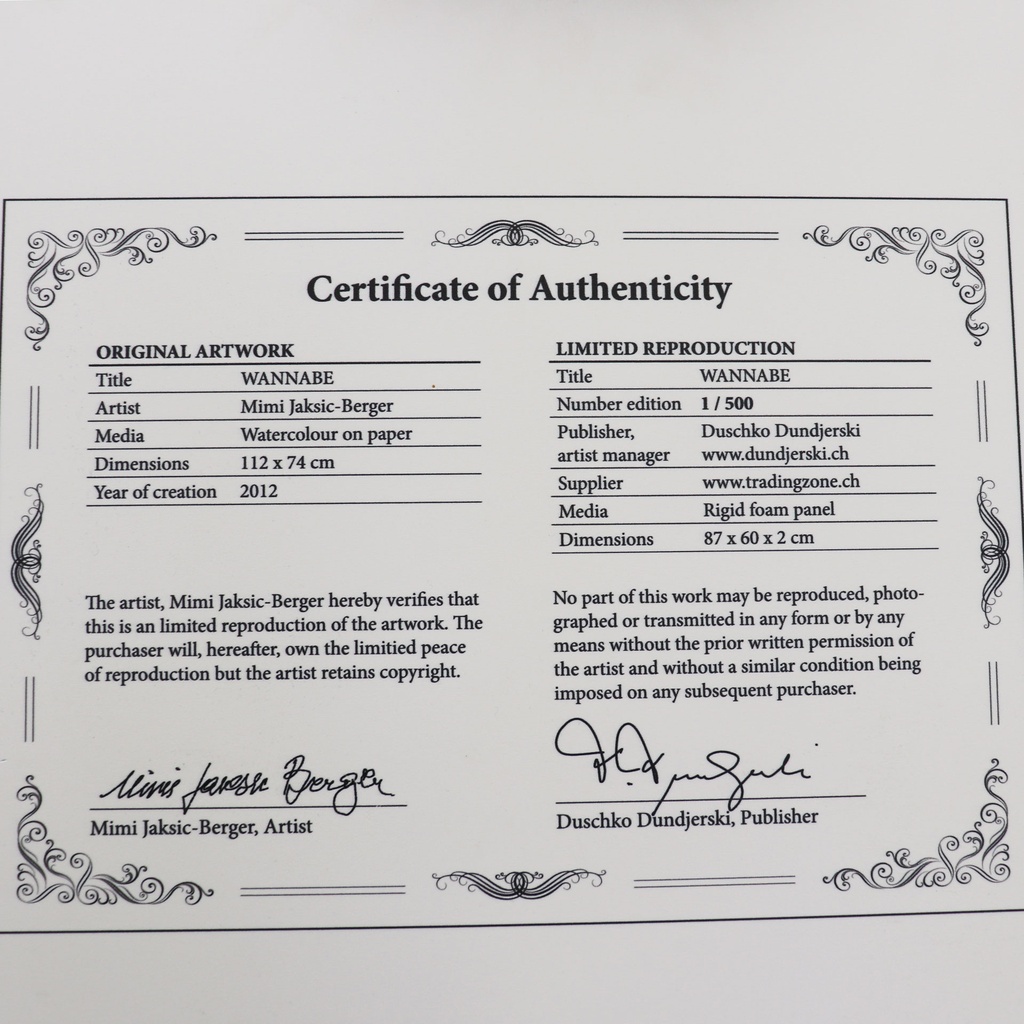 Certificate of Authenticity
ORIGINAL ARTWORK
Title WANNABE
Artist Mimi Jaksic-Berger
Media Watercolour on paper
Dimensions 112 x 74 cm
Year of creation 2012
The artist, Mimi Jaksic-Berger hereby verifies that
this is an limited reproduction of the artwork. The
purchaser will, hereafter, own the limitied peace
of reproduction but the artist retains copyright.
Mimi Jaksic Berger
Mimi Jaksic-Berger, Artist
LIMITED REPRODUCTION
Title WANNABE
Number edition 1 / 500
Publisher, Duschko Dundjerski
artist manager www.dundjerski.ch
Supplier www.tradingzone.ch
Media Rigid foam panel
Dimensions 87 x 60 x 2 cm
No part of this work may be reproduced, photo-
graphed or transmitted in any form or by any
means without the prior written permission of
the artist and without a similar condition being
imposed on any subsequent purchaser.
Duschko Dundjerski, Publisher